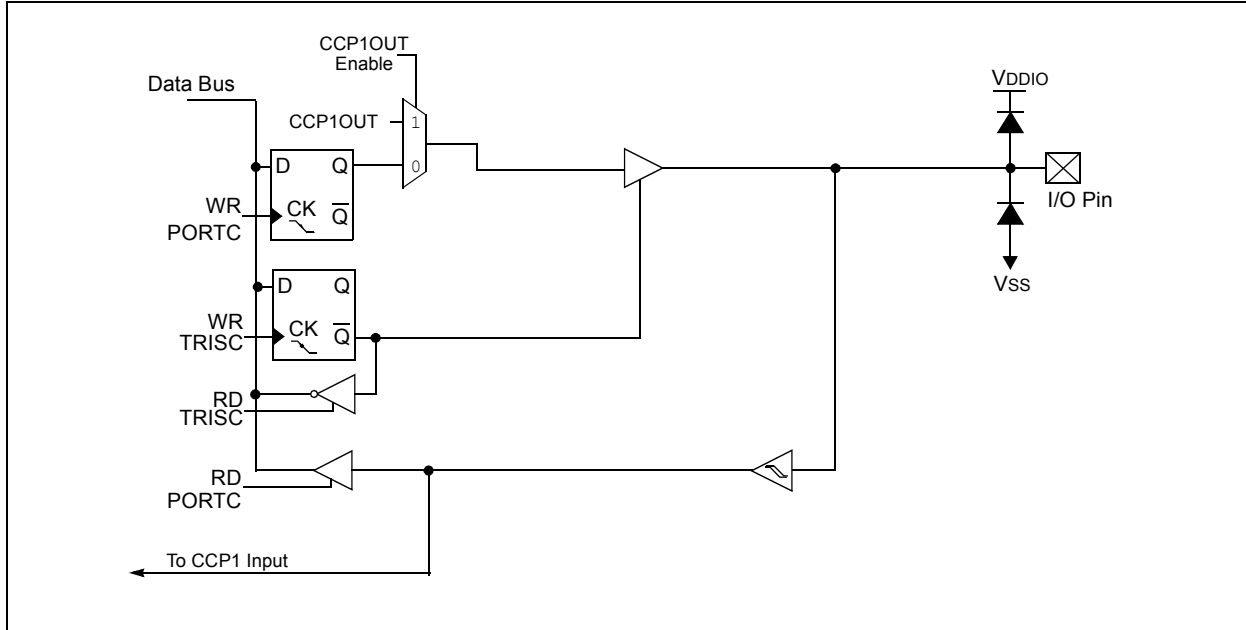 CCP1OUT
Enable
Data Bus
VDDIO
CCP1OUT
1
0
D
Q
CK
Q̅
WR
PORTC
I/O Pin
VSS
D
Q
CK
Q̅
WR
TRISC
RD
TRISC
RD
PORTC
To CCP1 Input